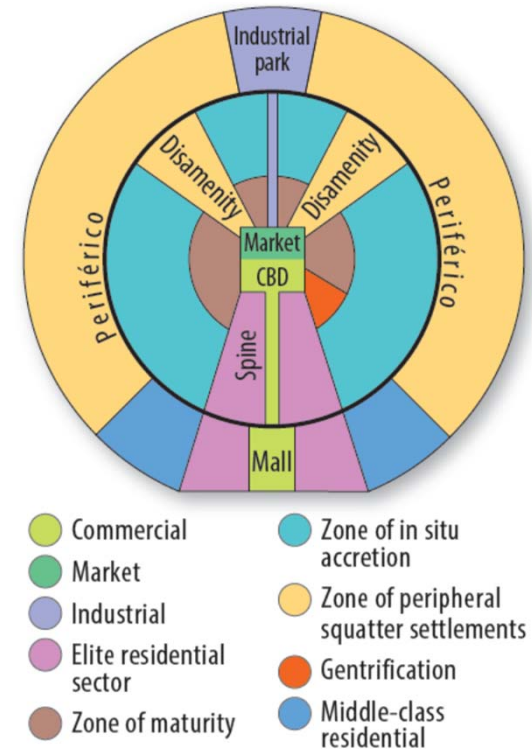 Industrial
park
Disamenity
Disamenity
Periférico
Periférico
Market
CBD
Spine
Mall
Commercial
Market
Industrial
Elite residential
sector
Zone of maturity
Zone of in situ
accretion
Zone of peripheral
squatter settlements
Gentrification
Middle-class
residential